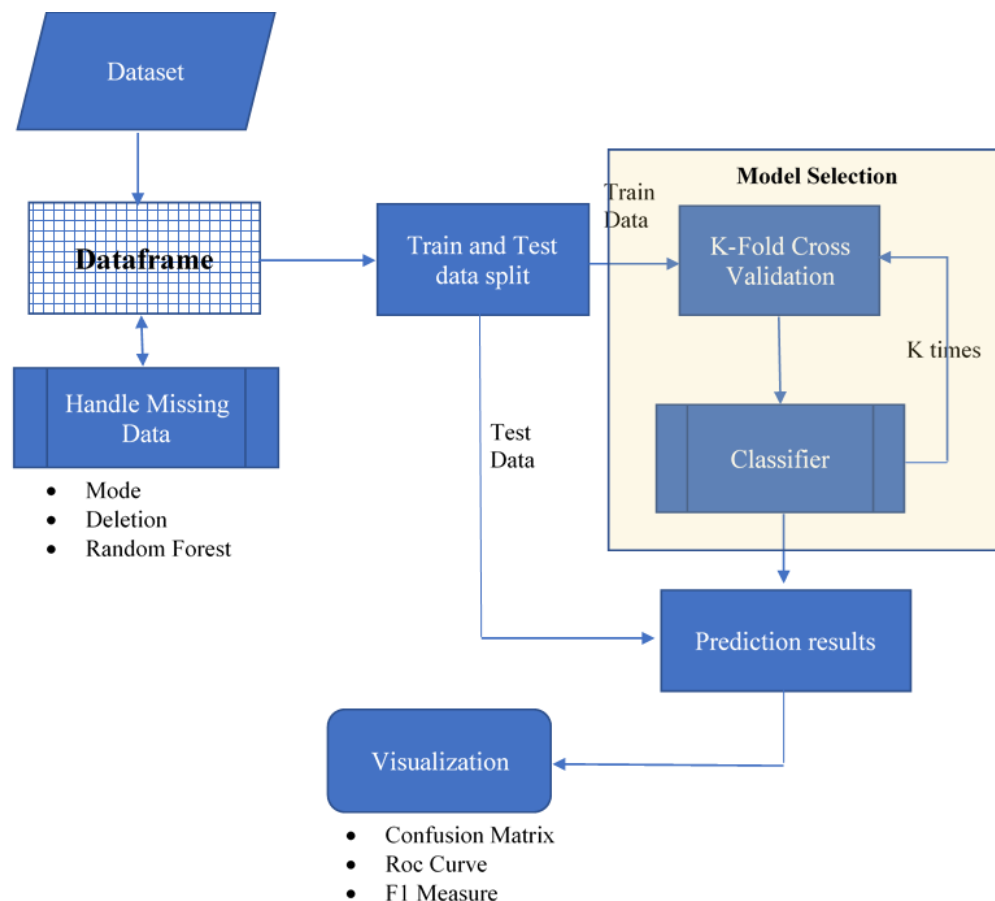 Dataset
Dataframe
Handle Missing
Data
• Mode
• Deletion
• Random Forest
Train and Test
data split
Train
Data
Test
Data
Model Selection
K-Fold Cross
Validation
K times
Classifier
Prediction results
Visualization
• Confusion Matrix
• Roc Curve
• F1 Measure